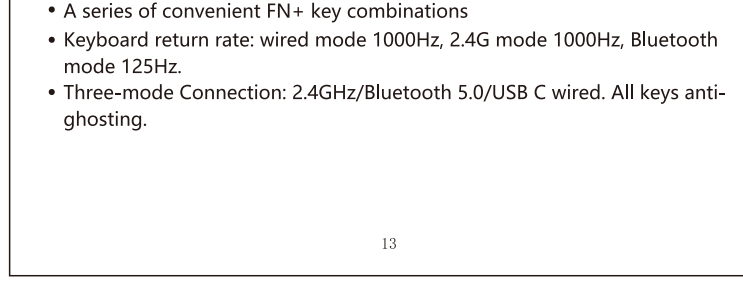 • A series of convenient FN+ key combinations
• Keyboard return rate: wired mode 1000Hz, 2.4G mode 1000Hz, Bluetooth
mode 125Hz.
• Three-mode Connection: 2.4GHz/Bluetooth 5.0/USB C wired. All keys anti-
ghosting.
13